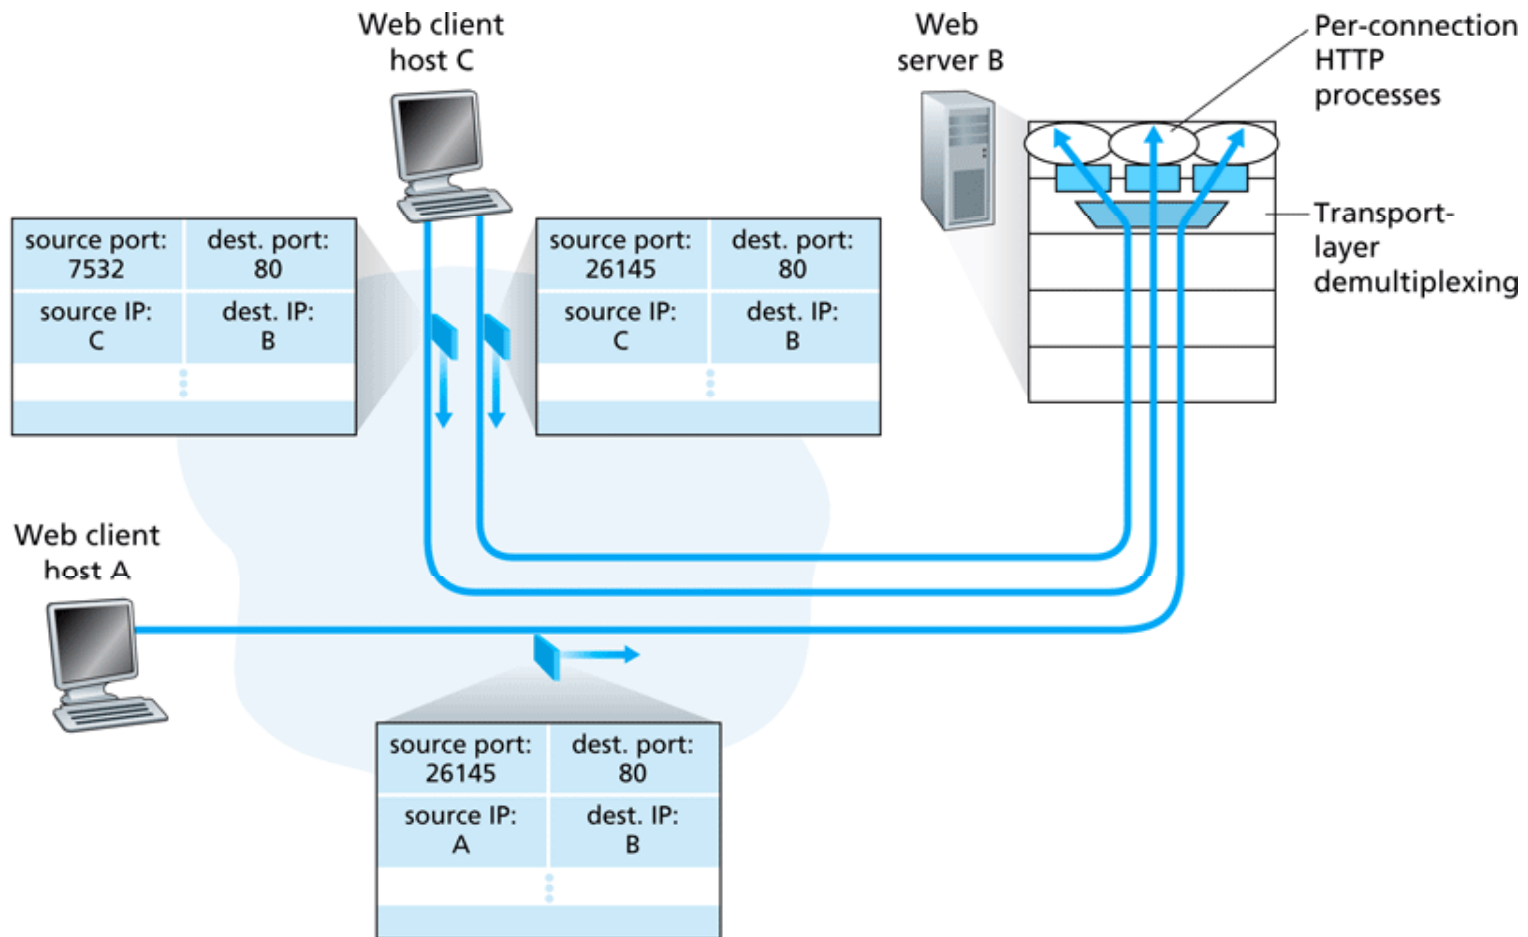 Web client
host C
Web
server B
Per-connection
HTTP
processes
Transport-
layer
demultiplexing
source port:
7532
dest. port:
80
source IP:
C
dest. IP:
B
source port:
26145
dest. port:
80
source IP:
C
dest. IP:
B
Web client
host A
source port:
26145
dest. port:
80
source IP:
A
dest. IP:
B